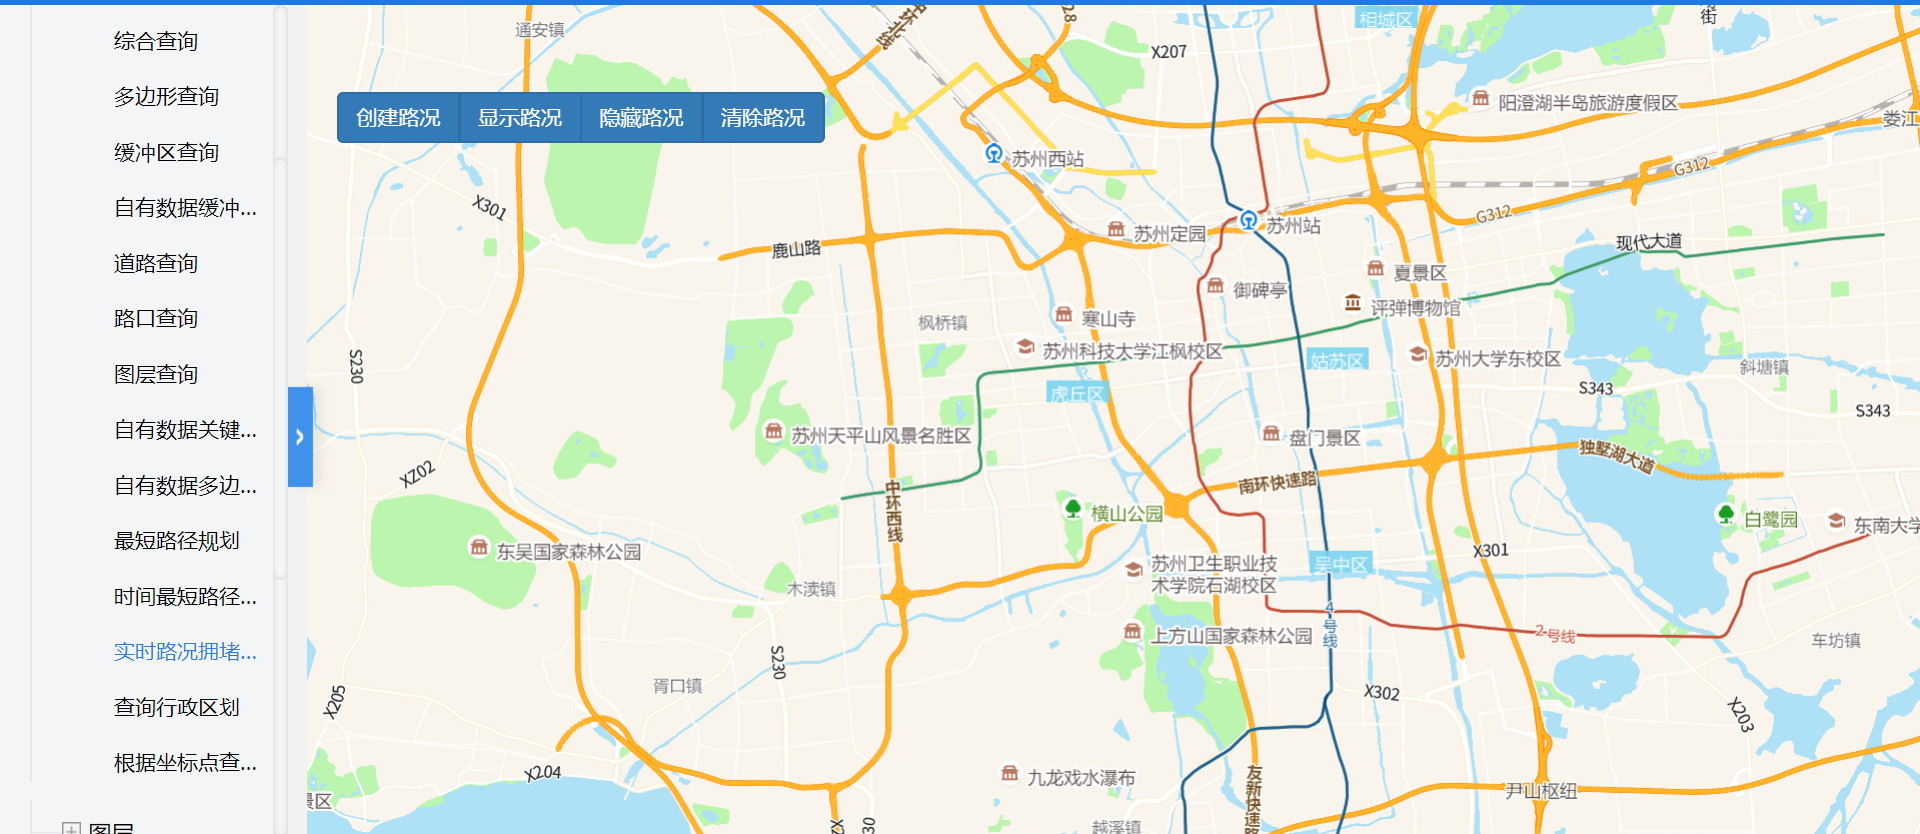 综合查询
多边形查询
缓冲区查询
自有数据缓冲...
道路查询
路口查询
图层查询
自有数据关键...
自有数据多边...
最短路径规划
时间最短路径...
实时路况拥堵...
查询行政区划
根据坐标点查...
图层
创建路况
显示路况
隐藏路况
清除路况
通安镇
中环北线
28
X207
相城区
街
阳澄湖半岛旅游度假区
娄江
苏州西站
G312
X301
苏州定园
苏州站
G312
现代大道
鹿山路
夏景区
御碑亭
评弹博物馆
枫桥镇
寒山寺
苏州科技大学江枫校区
姑苏区
苏州大学东校区
斜塘镇
S230
虎丘区
S343
S343
苏州天平山风景名胜区
盘门景区
独墅湖大道
XZ02
南环快速路
中环西线
横山公园
白鹭园
东南大学
东吴国家森林公园
X301
苏州卫生职业技
术学院石湖校区
吴中区
木渎镇
4号线
上方山国家森林公园
2号线
车坊镇
S230
胥口镇
X205
X302
X203
X204
九龙戏水瀑布
友新快速路
尹山枢纽
景区
30
越溪镇